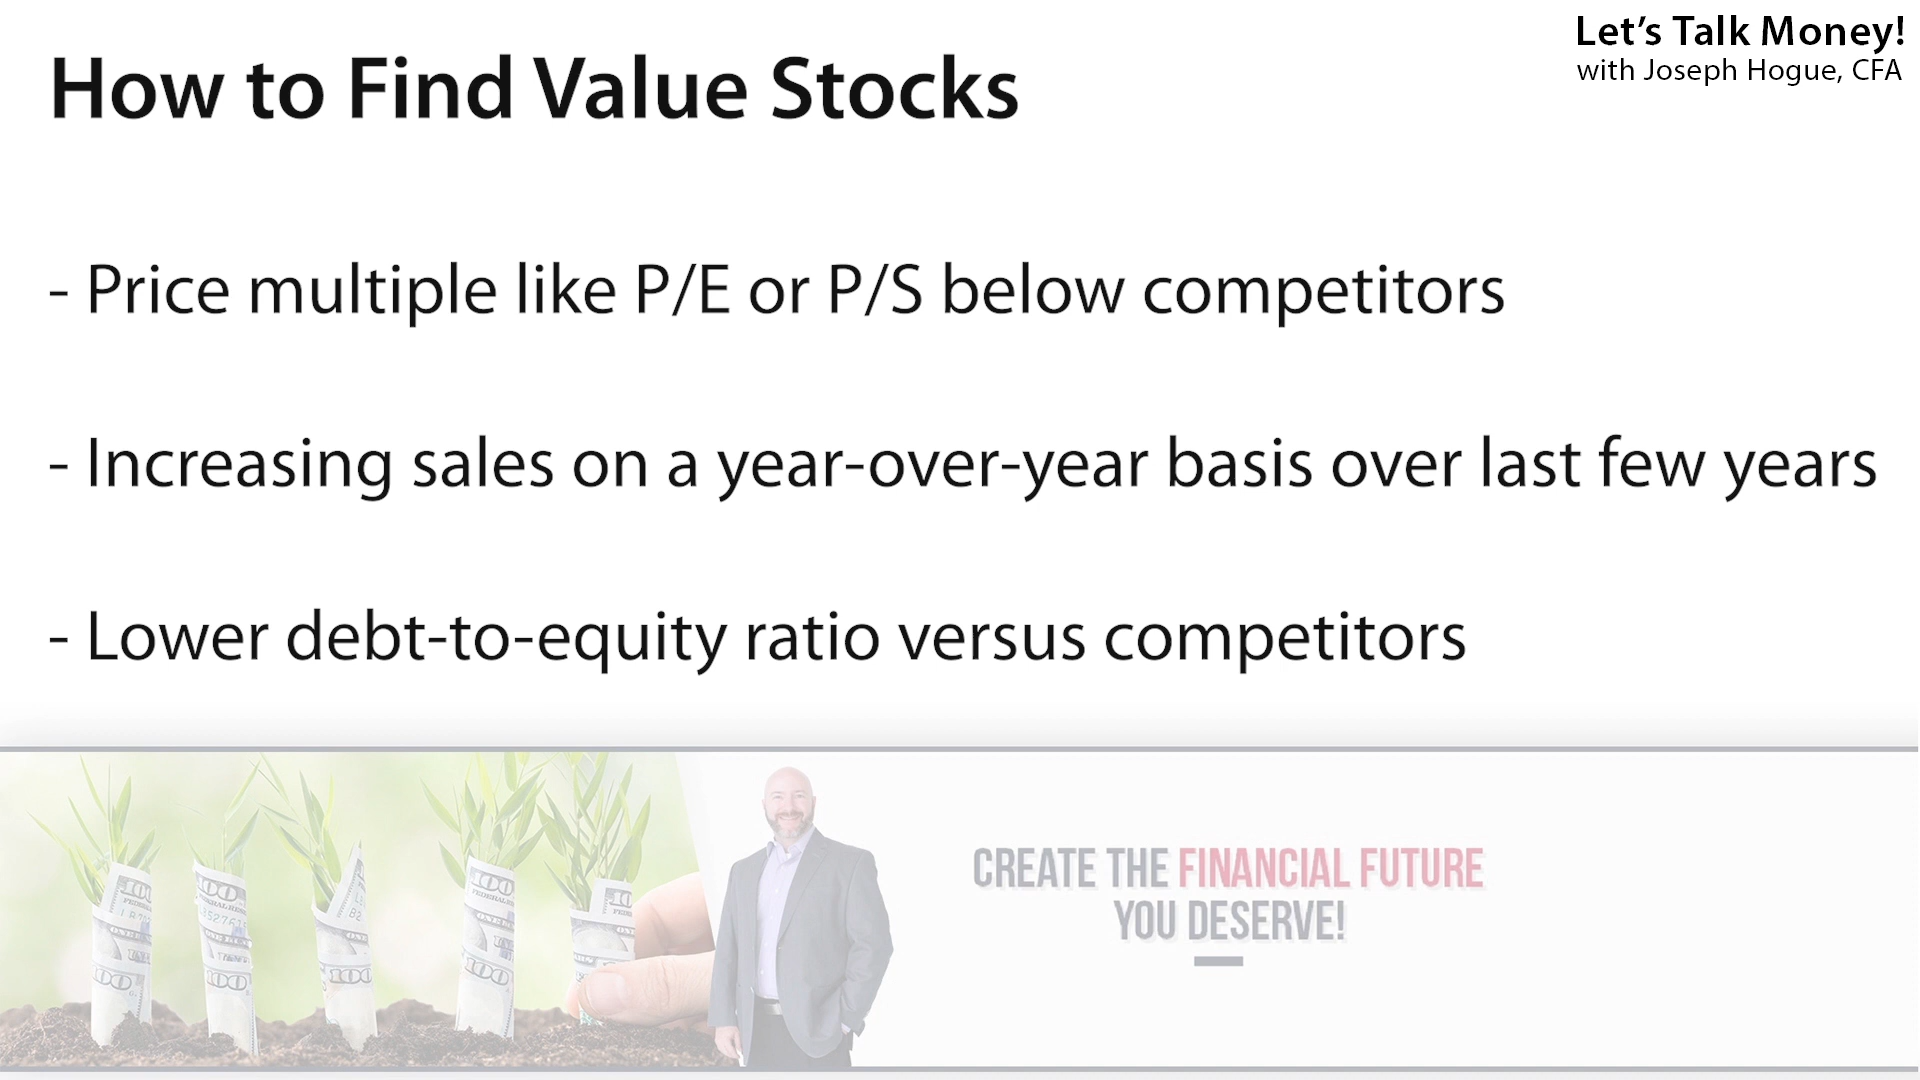 Let's Talk Money!
with Joseph Hogue, CFA
How to Find Value Stocks
- Price multiple like P/E or P/S below competitors
- Increasing sales on a year-over-year basis over last few years
- Lower debt-to-equity ratio versus competitors
CREATE THE FINANCIAL FUTURE
YOU DESERVE!